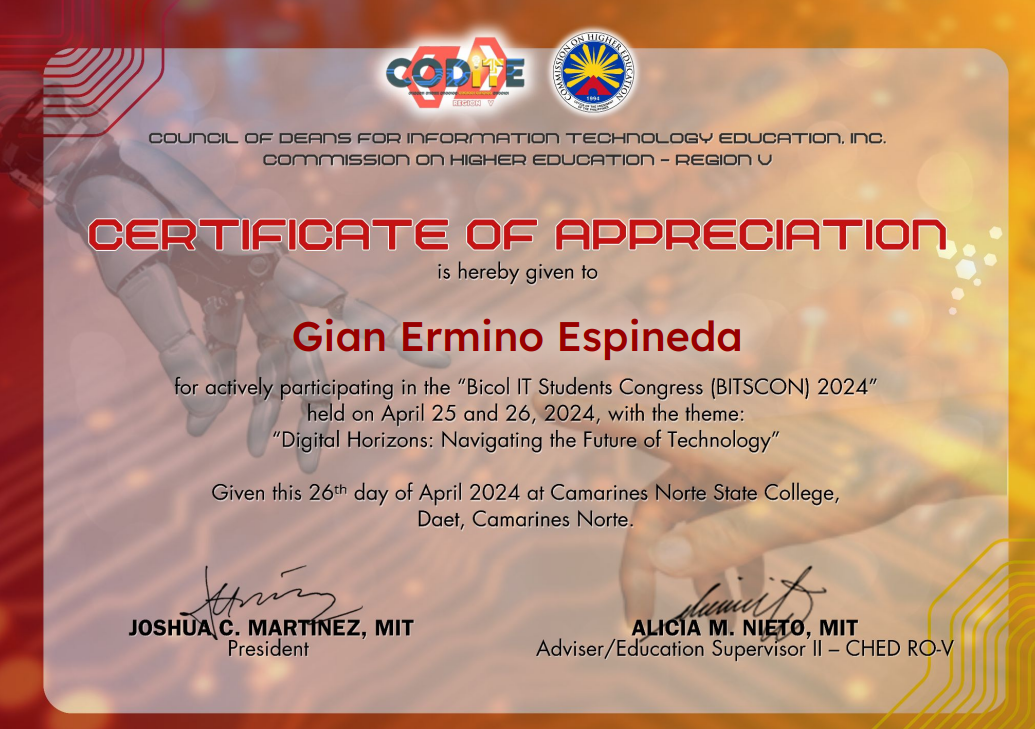 CODITE
REGION V
COMMISSION ON HIGHER EDUCATION
1994
COUNCIL OF DEANS FOR INFORMATION TECHNOLOGY EDUCATION, INC.
COMMISSION ON HIGHER EDUCATION - REGION V
CERTIFICATE OF APPRECIATION
is hereby given to
Gian Ermino Espineda
for actively participating in the “Bicol IT Students Congress (BITSCON) 2024”
held on April 25 and 26, 2024, with the theme:
“Digital Horizons: Navigating the Future of Technology”
Given this 26th day of April 2024 at Camarines Norte State College,
Daet, Camarines Norte.
JOSHUA C. MARTINEZ, MIT
President
ALICIA M. NIETO, MIT
Adviser/Education Supervisor II – CHED RO-V